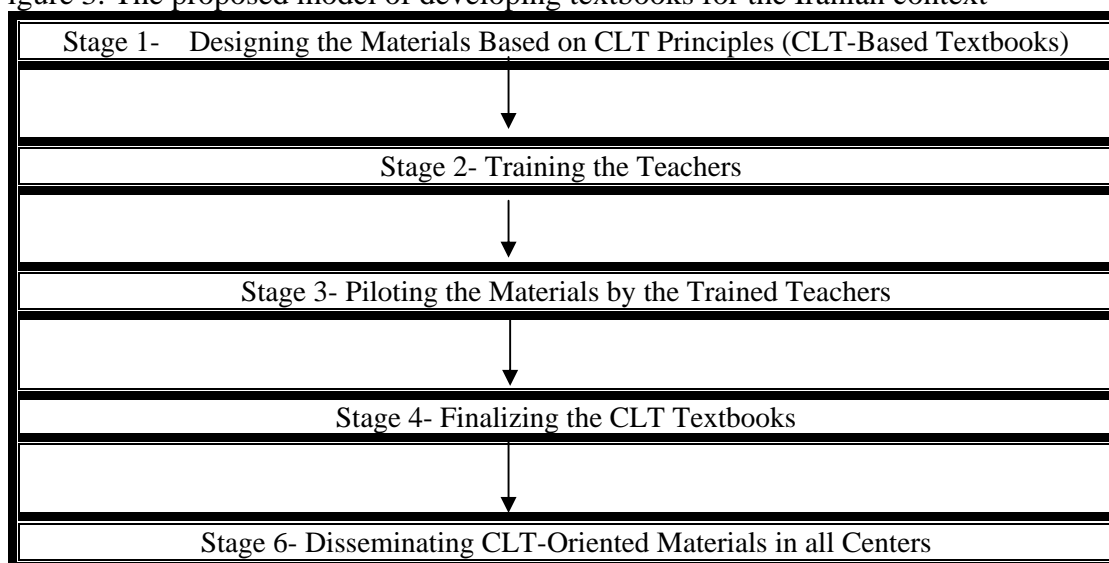 igure 3. The proposed model of developing textbooks for the Iranian context
Stage 1- Designing the Materials Based on CLT Principles (CLT-Based Textbooks)
Stage 2- Training the Teachers
Stage 3- Piloting the Materials by the Trained Teachers
Stage 4- Finalizing the CLT Textbooks
Stage 6- Disseminating CLT-Oriented Materials in all Centers